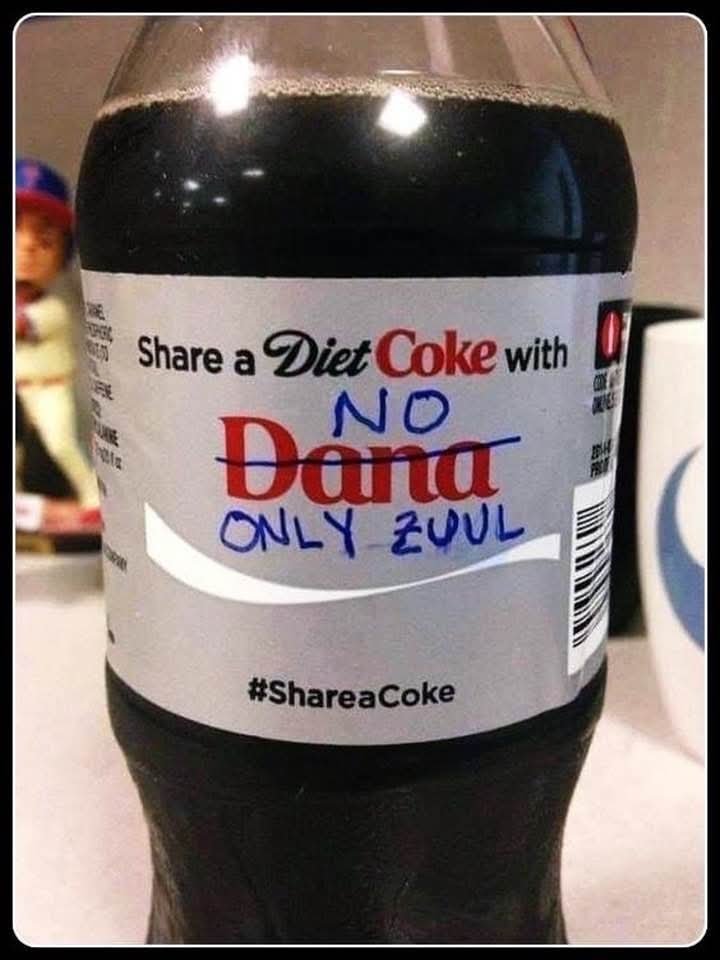 Share a Diet Coke with
NO
Dana
ONLY ZUUL
#ShareaCoke